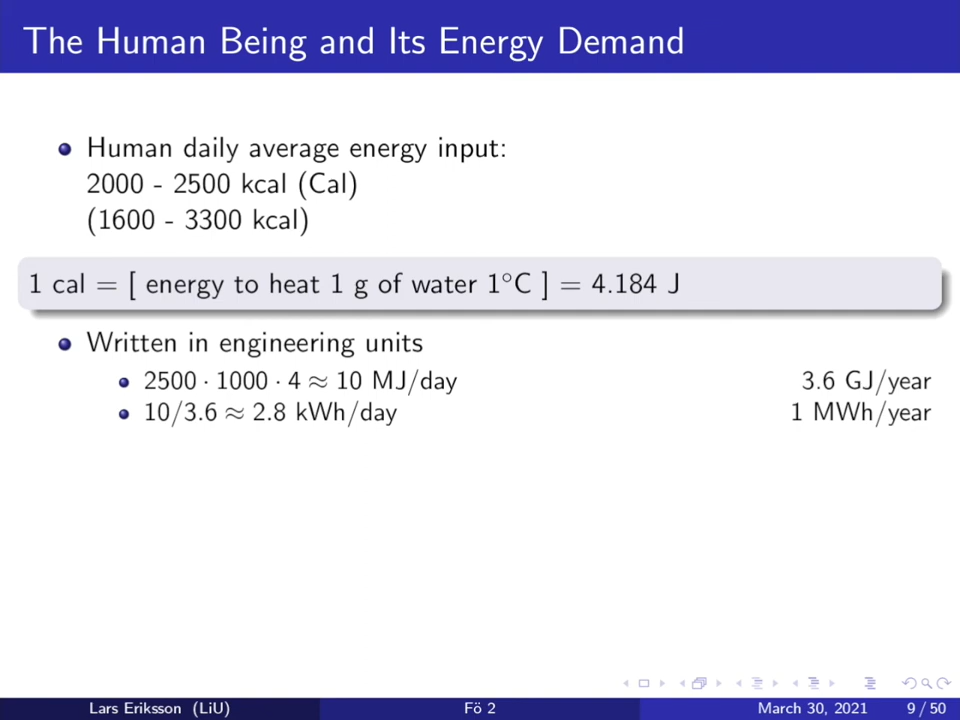 The Human Being and Its Energy Demand
Human daily average energy input:
2000 - 2500 kcal (Cal)
(1600 - 3300 kcal)
1 cal = [ energy to heat 1 g of water 1°C ] = 4.184 J
Written in engineering units
2500 · 1000 · 4 ≈ 10 MJ/day 3.6 GJ/year
10/3.6 ≈ 2.8 kWh/day 1 MWh/year
Lars Eriksson (LiU) Fö 2 March 30, 2021 9 / 50